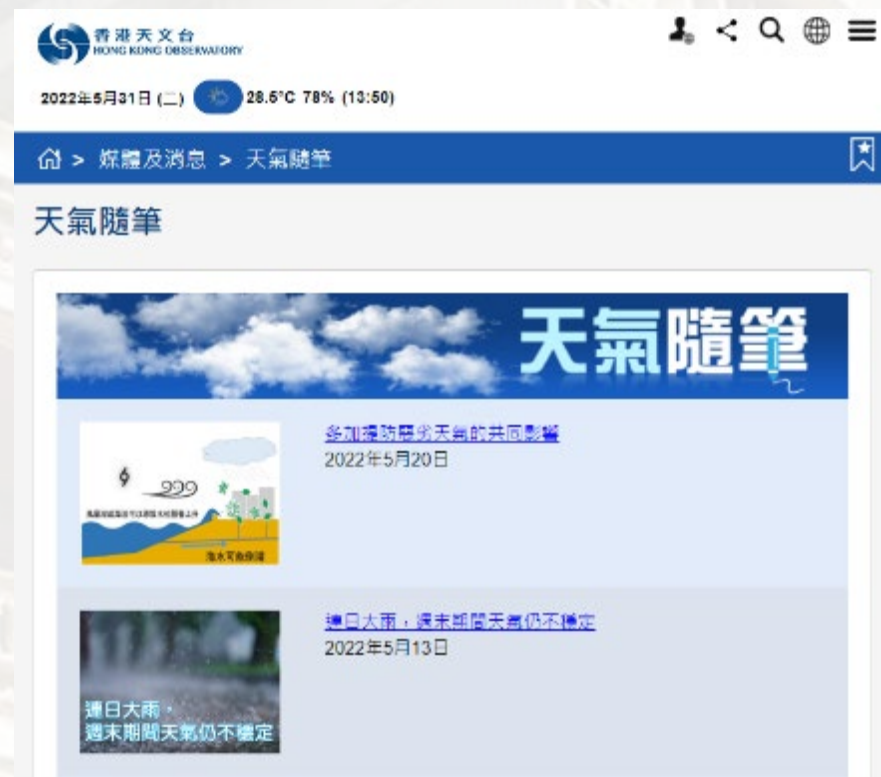 香港天文台
HONG KONG OBSERVATORY
2022年5月31日 (二) 28.5°C 78% (13:50)
> 媒體及消息 > 天氣隨筆
天氣隨筆
天氣隨筆
多加提防惡劣天氣的共同影響
2022年5月20日
海水可能倒灌
連日大雨，週末期間天氣仍不穩定
2022年5月13日
連日大雨，
週末期間天氣仍不穩定